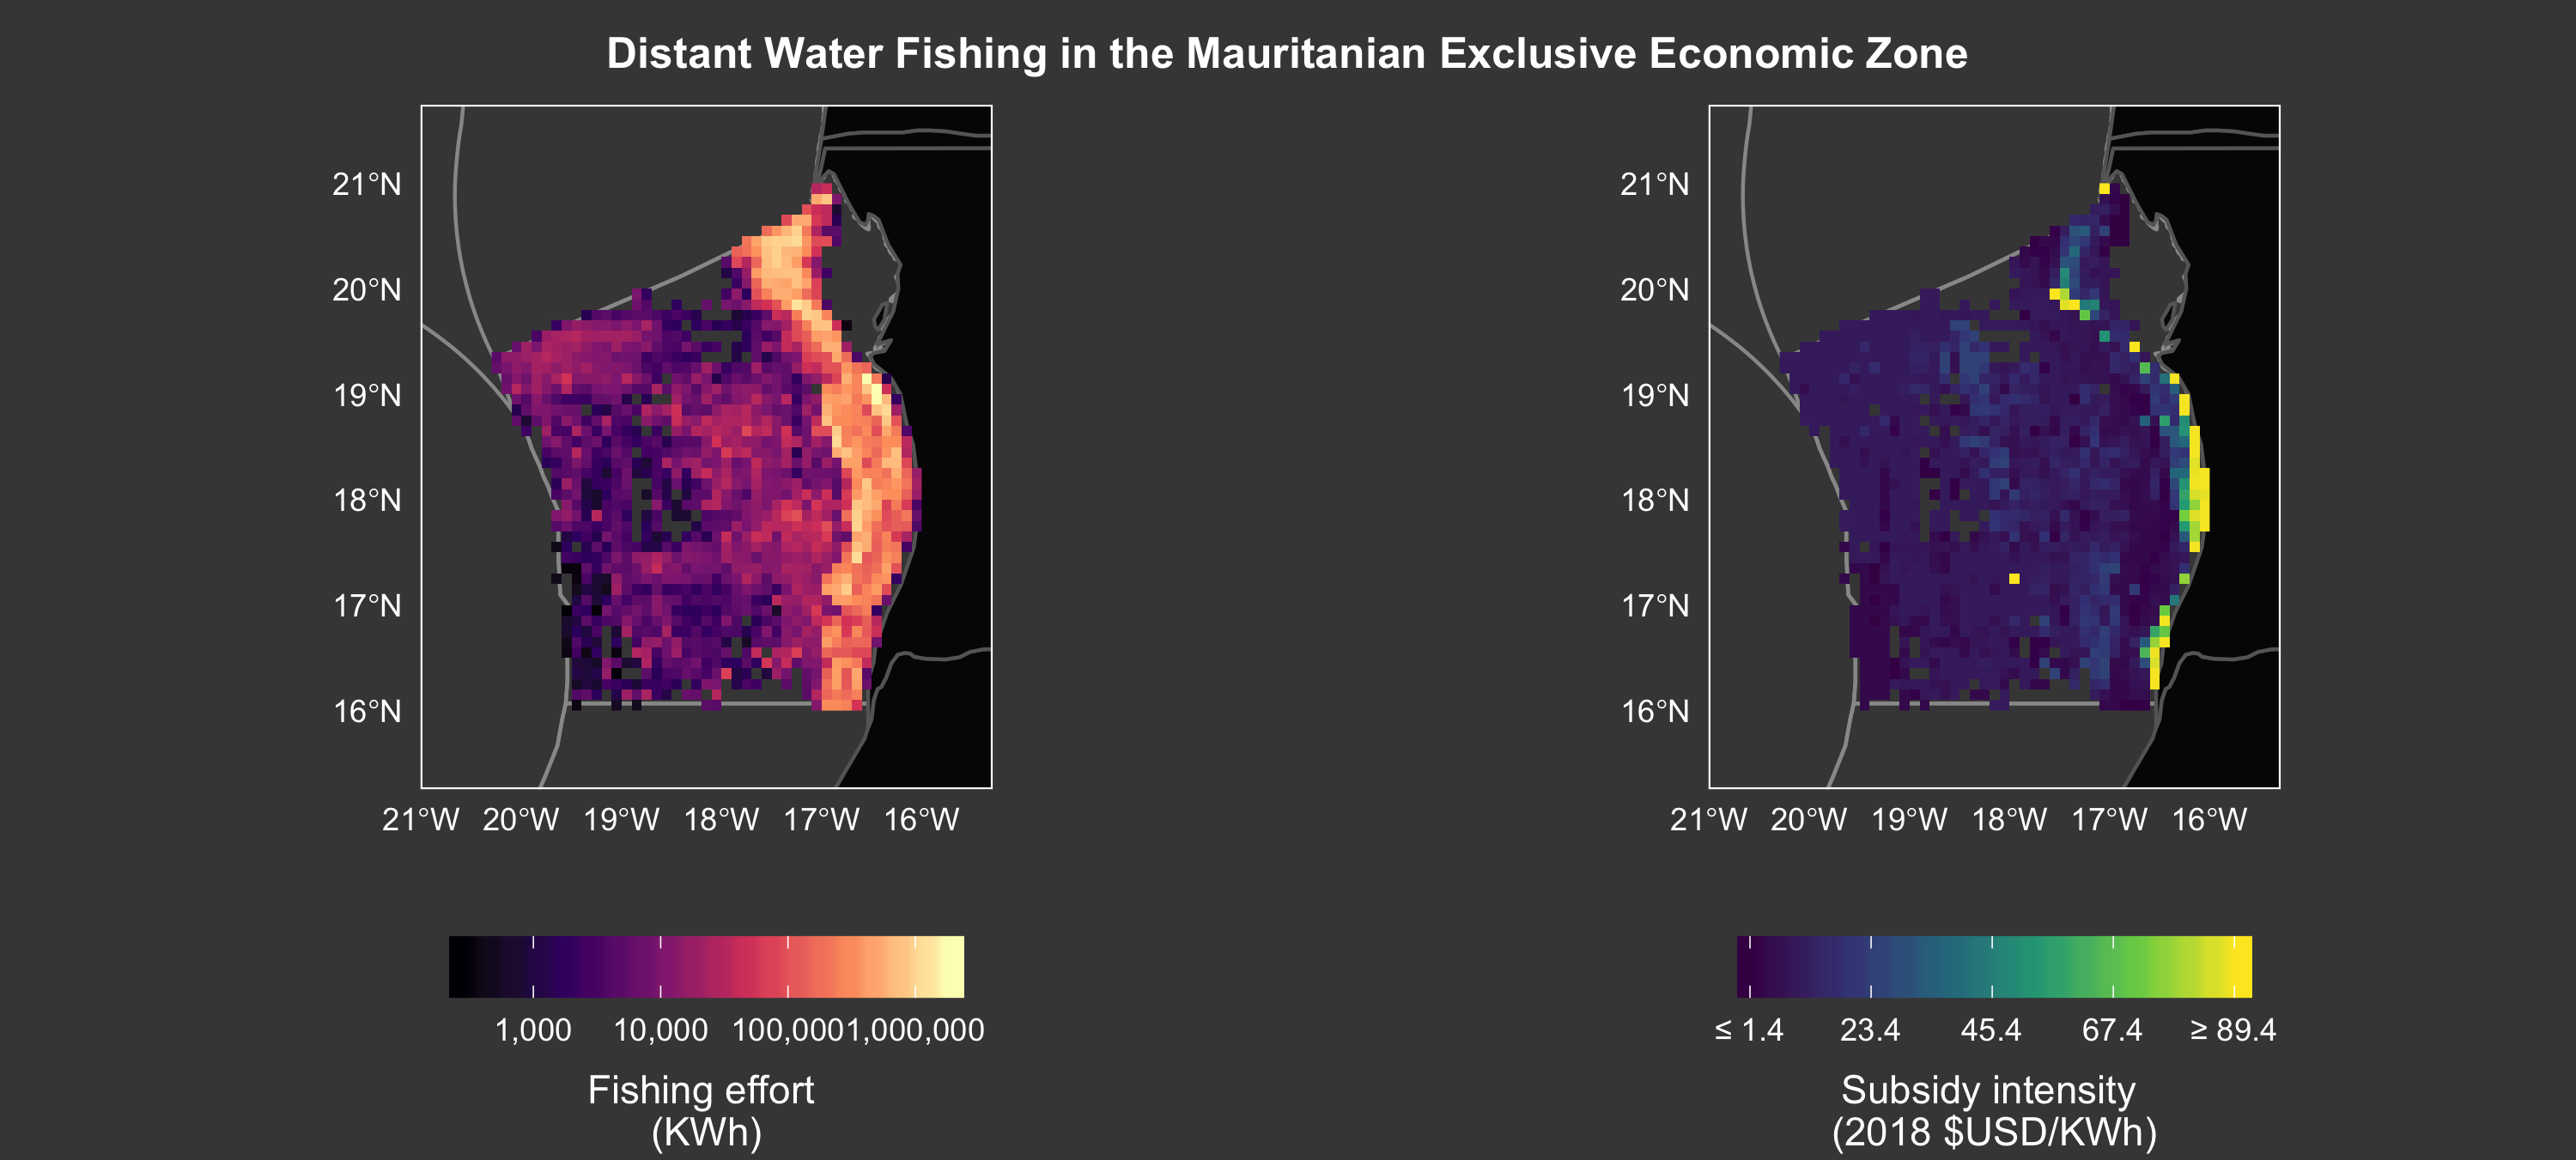 Distant Water Fishing in the Mauritanian Exclusive Economic Zone
21°N
20°N
19°N
18°N
17°N
16°N
21°W 20°W 19°W 18°W 17°W 16°W
1,000 10,000 100,000 1,000,000
Fishing effort
(KWh)
21°N
20°N
19°N
18°N
17°N
16°N
21°W 20°W 19°W 18°W 17°W 16°W
≤ 1.4 23.4 45.4 67.4 ≥ 89.4
Subsidy intensity
(2018 $USD/KWh)